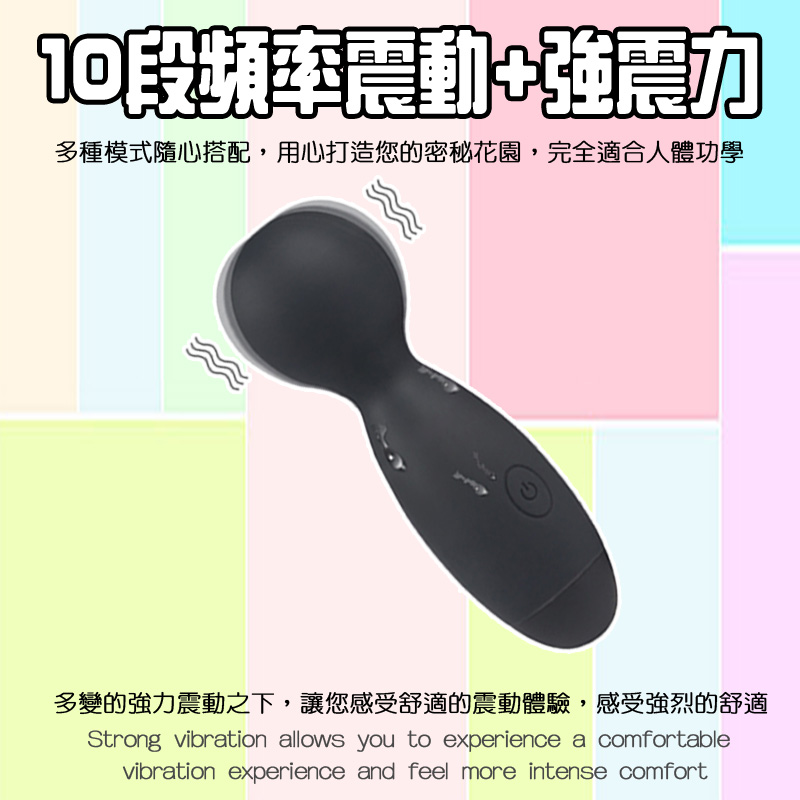 10段頻率震動+強震力
多種模式隨心搭配，用心打造您的密秘花園，完全適合人體功學
多變的強力震動之下，讓您感受舒適的震動體驗，感受強烈的舒適
Strong vibration allows you to experience a comfortable
vibration experience and feel more intense comfort